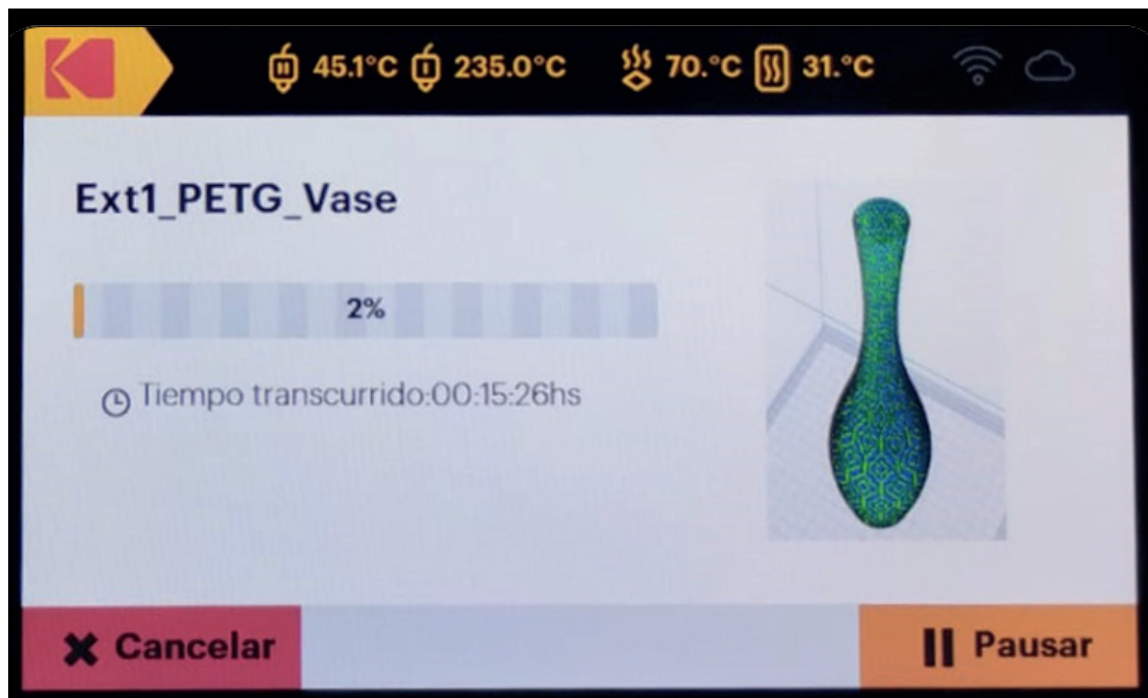 45.1°C 235.0°C 70.°C 31.°C
Ext1_PETG_Vase
2%
Tiempo transcurrido:00:15:26hs
Cancelar
Pausar